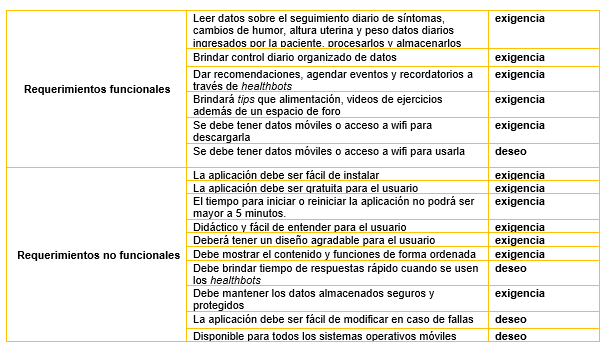 Leer datos sobre el seguimiento diario de síntomas, exigencia
cambios de humor, altura uterina y peso datos diarios
ingresados por la paciente, procesarlos y almacenarlos
Brindar control diario organizado de datos exigencia
Dar recomendaciones, agendar eventos y recordatorios a exigencia
través de healthbots
Requerimientos funcionales
Brindará tips que alimentación, videos de ejercicios exigencia
además de un espacio de foro
Se debe tener datos móviles o acceso a wifi para exigencia
descargarla
Se debe tener datos móviles o acceso a wifi para usarla deseo
La aplicación debe ser fácil de instalar exigencia
La aplicación debe ser gratuita para el usuario exigencia
El tiempo para iniciar o reiniciar la aplicación no podrá ser exigencia
mayor a 5 minutos.
Didáctico y fácil de entender para el usuario exigencia
Deberá tener un diseño agradable para el usuario exigencia
Requerimientos no funcionales
Debe mostrar el contenido y funciones de forma ordenada exigencia
Debe brindar tiempo de respuestas rápido cuando se usen deseo
los healthbots
Debe mantener los datos almacenados seguros y exigencia
protegidos
La aplicación debe ser fácil de modificar en caso de fallas deseo
Disponible para todos los sistemas operativos móviles deseo